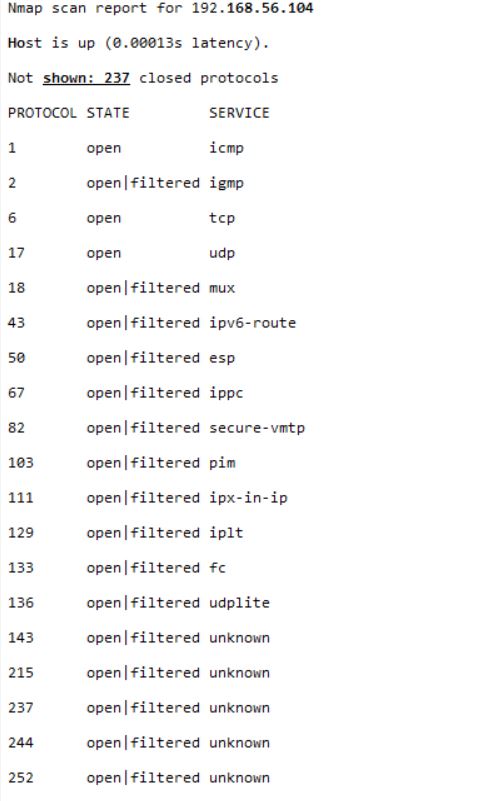 Nmap scan report for 192.168.56.104
Host is up (0.00013s latency).
Not shown: 237 closed protocols
PROTOCOL STATE         SERVICE
1        open          icmp
2        open|filtered igmp
6        open          tcp
17       open          udp
18       open|filtered mux
43       open|filtered ipv6-route
50       open|filtered esp
67       open|filtered ippc
82       open|filtered secure-vmtp
103      open|filtered pim
111      open|filtered ipx-in-ip
129      open|filtered iplt
133      open|filtered fc
136      open|filtered udplite
143      open|filtered unknown
215      open|filtered unknown
237      open|filtered unknown
244      open|filtered unknown
252      open|filtered unknown